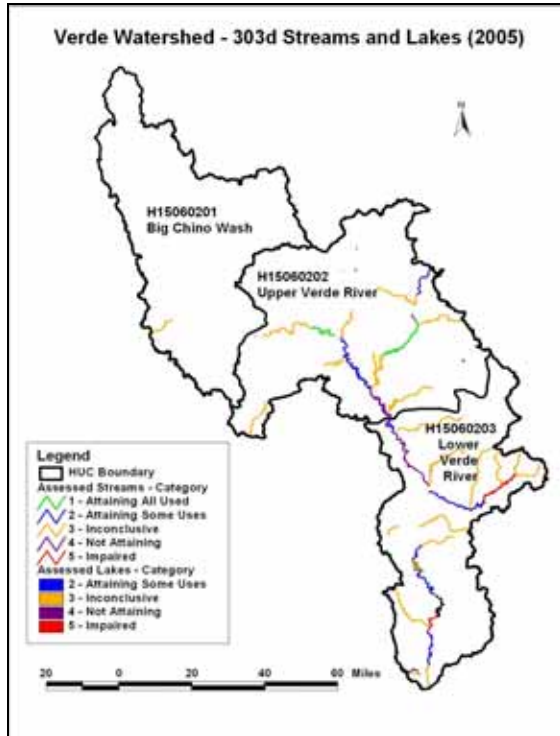 Verde Watershed - 303d Streams and Lakes (2005)
N
H15060201
Big Chino Wash
H15060202
Upper Verde River
H15060203
Lower
Verde
River
Legend
HUC Boundary
Assessed Streams - Category
1 - Attaining All Used
2 - Attaining Some Uses
3 - Inconclusive
4 - Not Attaining
5 - Impaired
Assessed Lakes - Category
2 - Attaining Some Uses
3 - Inconclusive
4 - Not Attaining
5 - Impaired
20 0 20 40 60 Miles